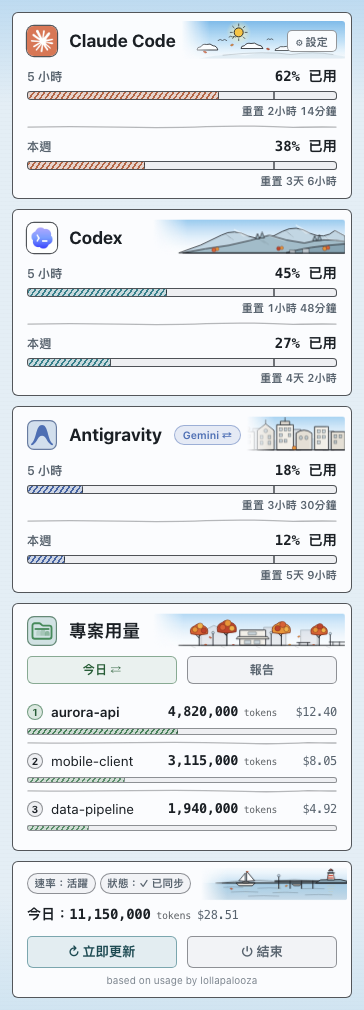 Claude Code
⚙ 設定
5 小時 62% 已用
重置 2小時 14分鐘
本週 38% 已用
重置 3天 6小時
Codex
5 小時 45% 已用
重置 1小時 48分鐘
本週 27% 已用
重置 4天 2小時
Antigravity Gemini ⇄
5 小時 18% 已用
重置 3小時 30分鐘
本週 12% 已用
重置 5天 9小時
專案用量
今日 ⇄ 報告
1 aurora-api 4,820,000 tokens $12.40
2 mobile-client 3,115,000 tokens $8.05
3 data-pipeline 1,940,000 tokens $4.92
速率：活躍 狀態：✓ 已同步
今日：11,150,000 tokens $28.51
↻ 立即更新 ⏻ 結束
based on usage by lollapalooza